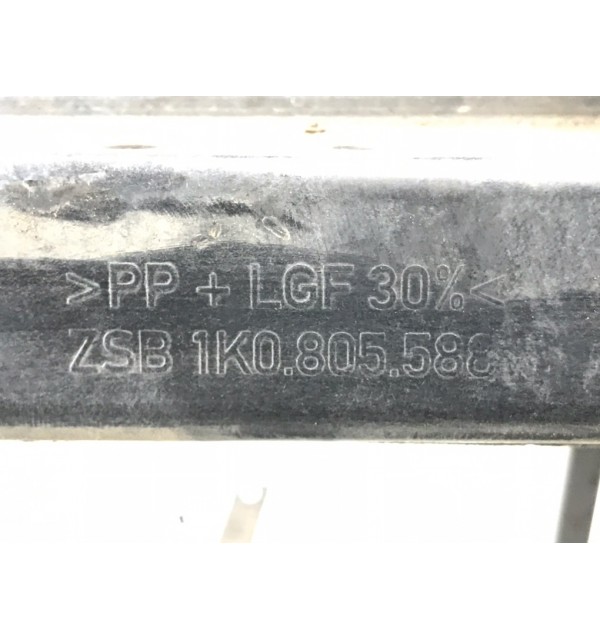 >PP + LGF 30%<
ZSB 1K0.805.588